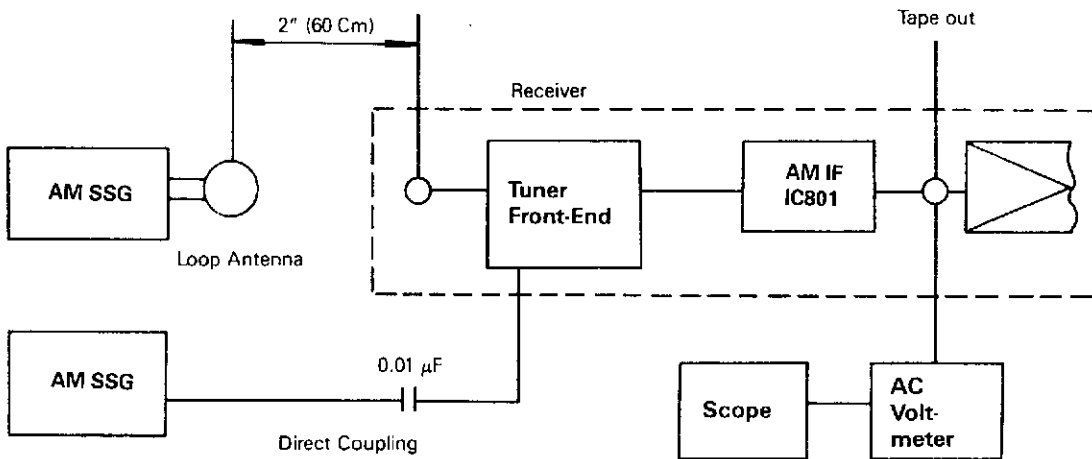 2" (60 Cm)
Tape out
Receiver
AM SSG
Loop Antenna
Tuner
Front-End
AM IF
IC801
AM SSG
0.01 μF
Direct Coupling
Scope
AC
Volt-
meter